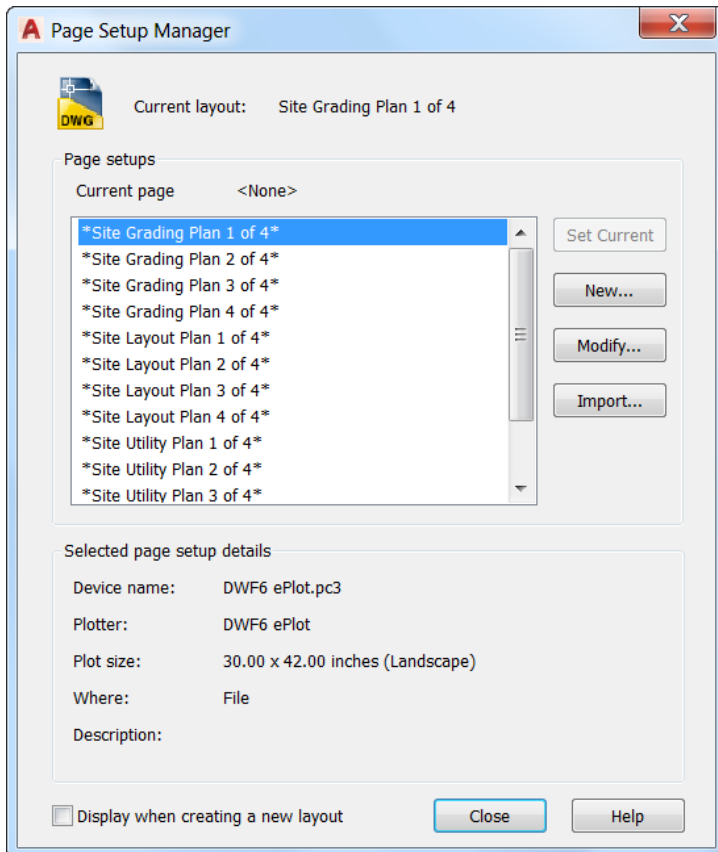 Page Setup Manager
DWG
Current layout: Site Grading Plan 1 of 4
Page setups
Current page <None>
*Site Grading Plan 1 of 4*
*Site Grading Plan 2 of 4*
*Site Grading Plan 3 of 4*
*Site Grading Plan 4 of 4*
*Site Layout Plan 1 of 4*
*Site Layout Plan 2 of 4*
*Site Layout Plan 3 of 4*
*Site Layout Plan 4 of 4*
*Site Utility Plan 1 of 4*
*Site Utility Plan 2 of 4*
*Site Utility Plan 3 of 4*
Set Current
New...
Modify...
Import...
Selected page setup details
Device name: DWF6 ePlot.pc3
Plotter: DWF6 ePlot
Plot size: 30.00 x 42.00 inches (Landscape)
Where: File
Description:
Display when creating a new layout
Close
Help